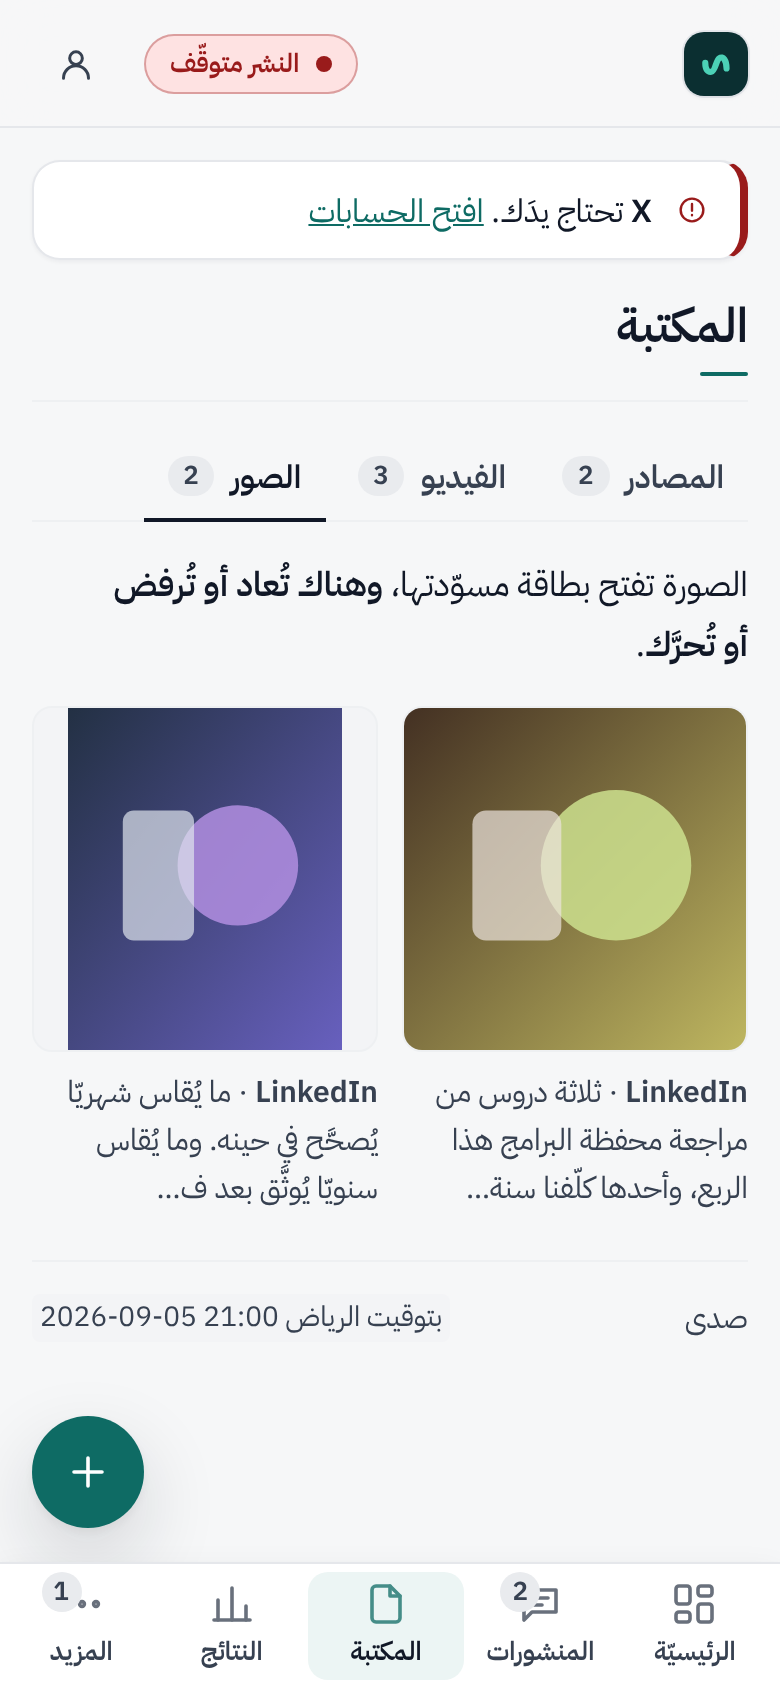 النشر متوقّف
X تحتاج يدَك. افتح الحسابات
المكتبة
المصادر 2
الفيديو 3
الصور 2
الصورة تفتح بطاقة مسوّدتها، وهناك تُعاد أو تُرفض
أو تُحرَّك.
LinkedIn · ثلاثة دروس من
مراجعة محفظة البرامج هذا
الربع، وأحدها كلّفنا سنة...
LinkedIn · ما يُقاس شهريّا
يُصحَّح في حينه. وما يُقاس
سنويّا يُوثَّق بعد ف...
صدى
بتوقيت الرياض 21:00 2026-09-05
الرئيسيّة
المنشورات 2
المكتبة
النتائج
المزيد 1